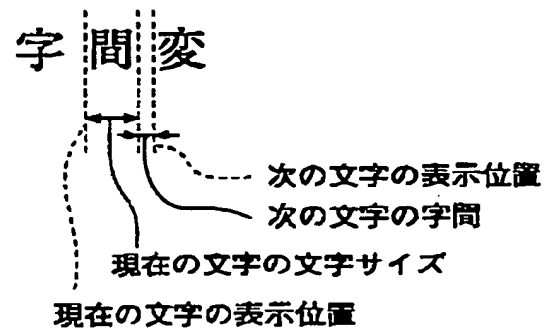 字間変
次の文字の表示位置
次の文字の字間
現在の文字の文字サイズ
現在の文字の表示位置